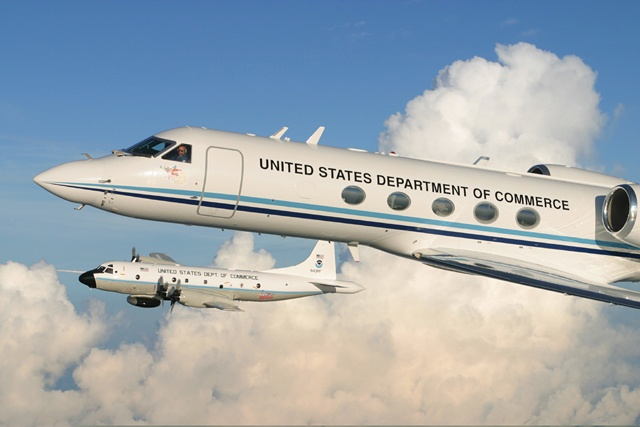 UNITED STATES DEPARTMENT OF COMMERCE
UNITED STATES DEPT OF COMMERCE